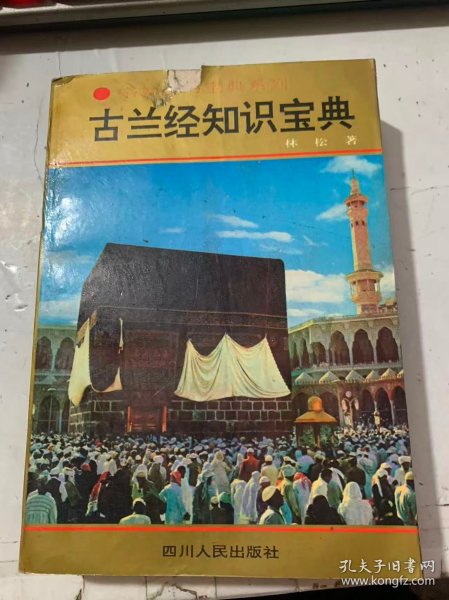 古兰经知识宝典
林松 著
四川人民出版社
孔夫子旧书网
www.kongfz.com